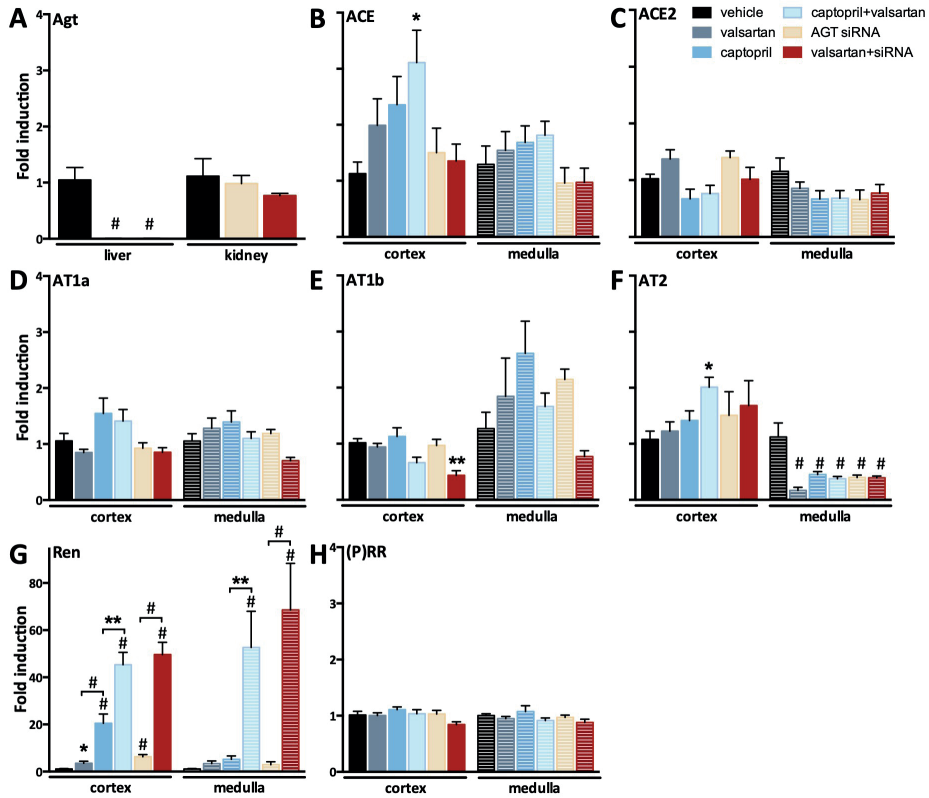 A Agt
4
3
2
1
0
Fold induction
# #
liver kidney
B ACE
*
cortex medulla
C ACE2
vehicle
valsartan
captopril
captopril+valsartan
AGT siRNA
valsartan+siRNA
cortex medulla
D AT1a
4
3
2
1
0
Fold induction
cortex medulla
E AT1b
**
cortex medulla
F AT2
*
# # # # #
cortex medulla
G Ren
80
60
40
20
0
Fold induction
*
#
#
**
#
#
#
#
**
#
#
#
cortex medulla
H (P)RR
4
3
2
1
0
cortex medulla